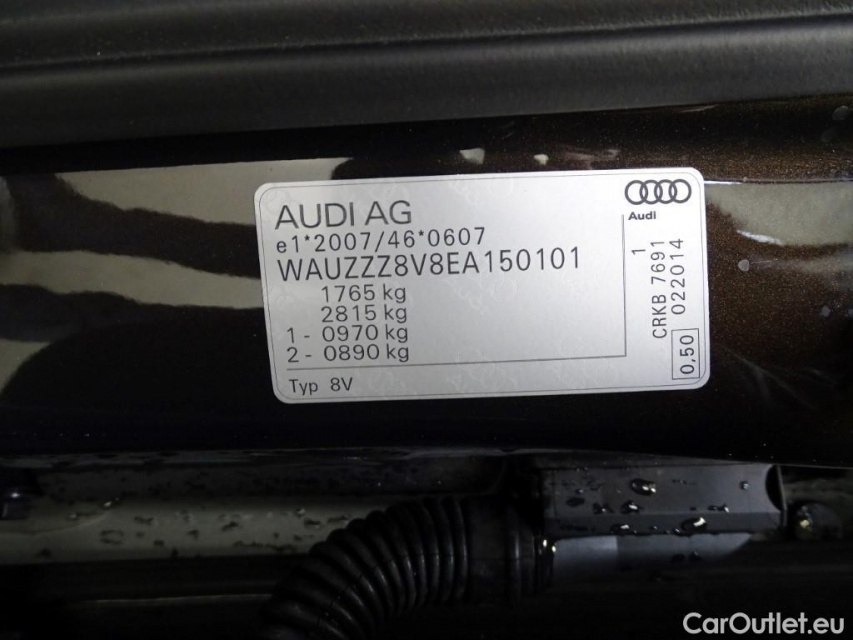 AUDI AG
e1*2007/46*0607
WAUZZZ8V8EA150101
1765 kg
2815 kg
1 - 0970 kg
2 - 0890 kg
Typ 8V
Audi
1
CRKB 7691
022014
0,50
CarOutlet.eu